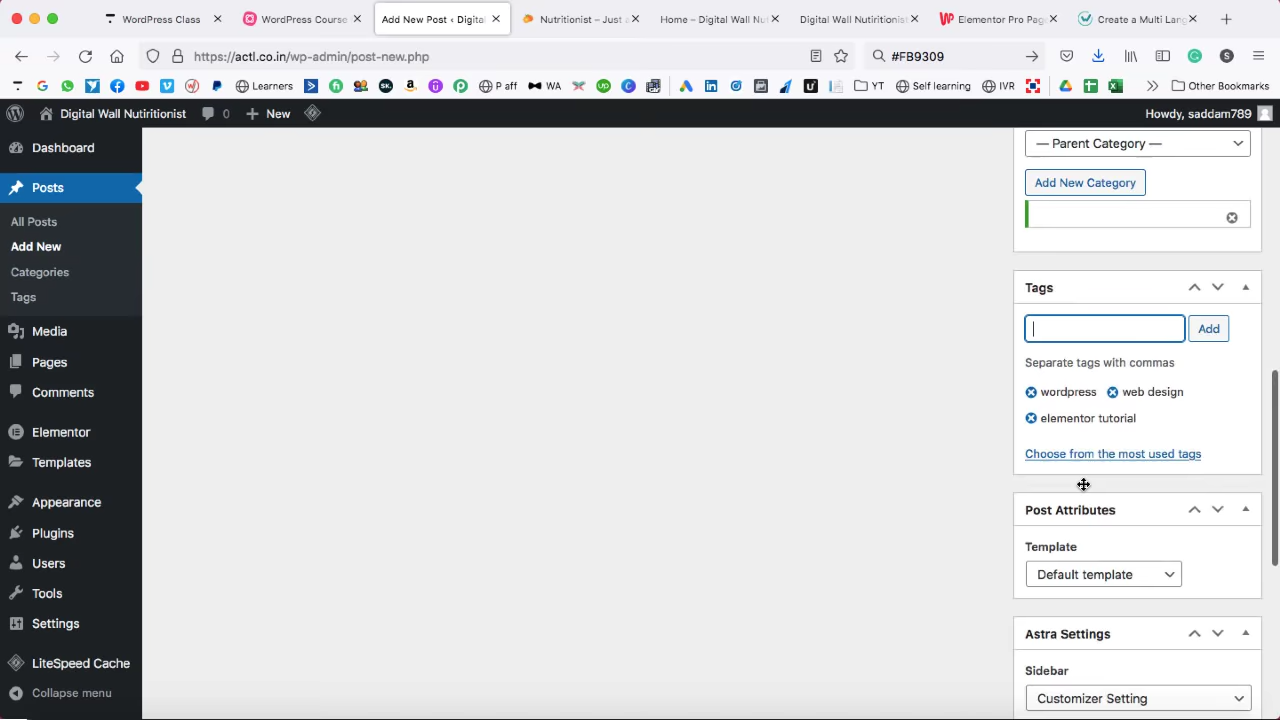 WordPress Class
WordPress Course
Add New Post ‹ Digital
Nutritionist – Just a
Home – Digital Wall Nut
Digital Wall Nutiritionist
Elementor Pro Page
Create a Multi Lang
https://actl.co.in/wp-admin/post-new.php
#FB9309
Learners
P aff
WA
YT
Self learning
IVR
Other Bookmarks
Digital Wall Nutritionist
0
New
Howdy, saddam789
Dashboard
Posts
All Posts
Add New
Categories
Tags
Media
Pages
Comments
Elementor
Templates
Appearance
Plugins
Users
Tools
Settings
LiteSpeed Cache
Collapse menu
— Parent Category —
Add New Category
Tags
Add
Separate tags with commas
wordpress web design
elementor tutorial
Choose from the most used tags
Post Attributes
Template
Default template
Astra Settings
Sidebar
Customizer Setting